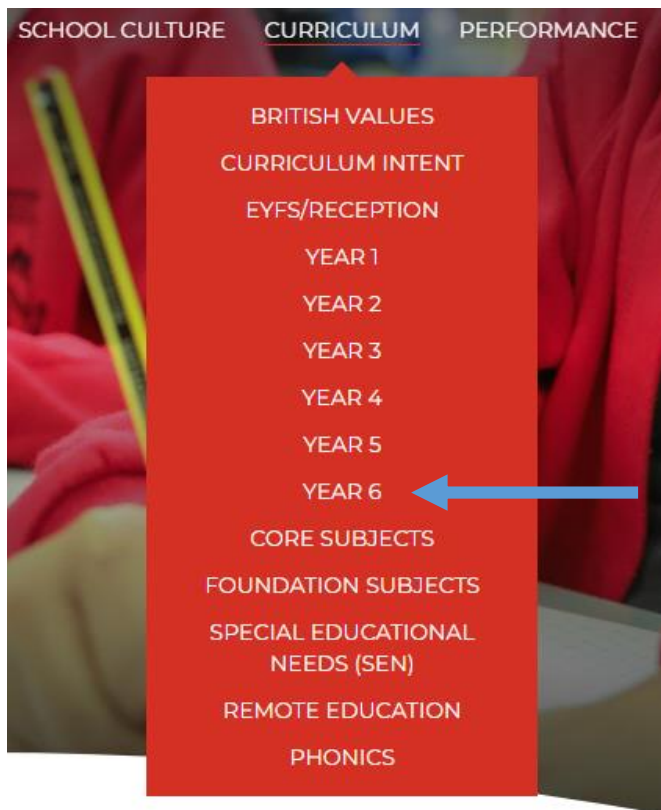 SCHOOL CULTURE CURRICULUM PERFORMANCE
BRITISH VALUES
CURRICULUM INTENT
EYFS/RECEPTION
YEAR 1
YEAR 2
YEAR 3
YEAR 4
YEAR 5
YEAR 6
CORE SUBJECTS
FOUNDATION SUBJECTS
SPECIAL EDUCATIONAL
NEEDS (SEN)
REMOTE EDUCATION
PHONICS